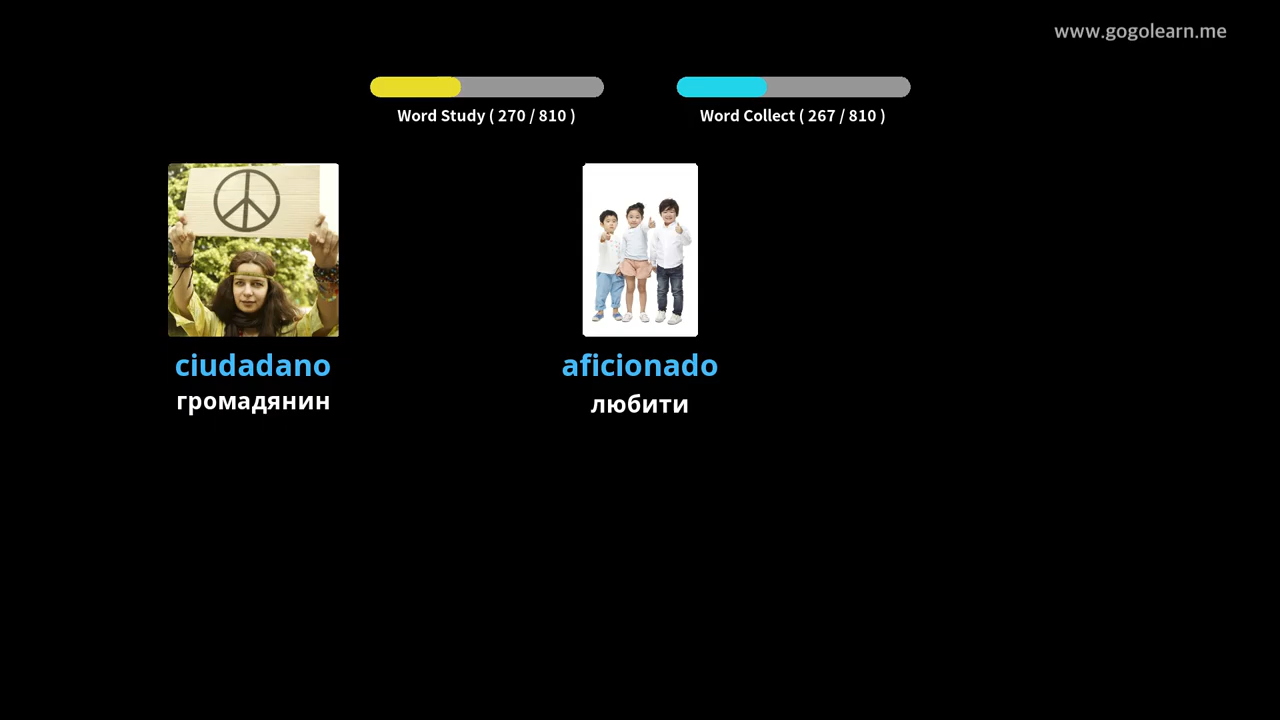 www.gogolearn.me
Word Study ( 270 / 810 )
Word Collect ( 267 / 810 )
ciudadano
громадянин
aficionado
любити